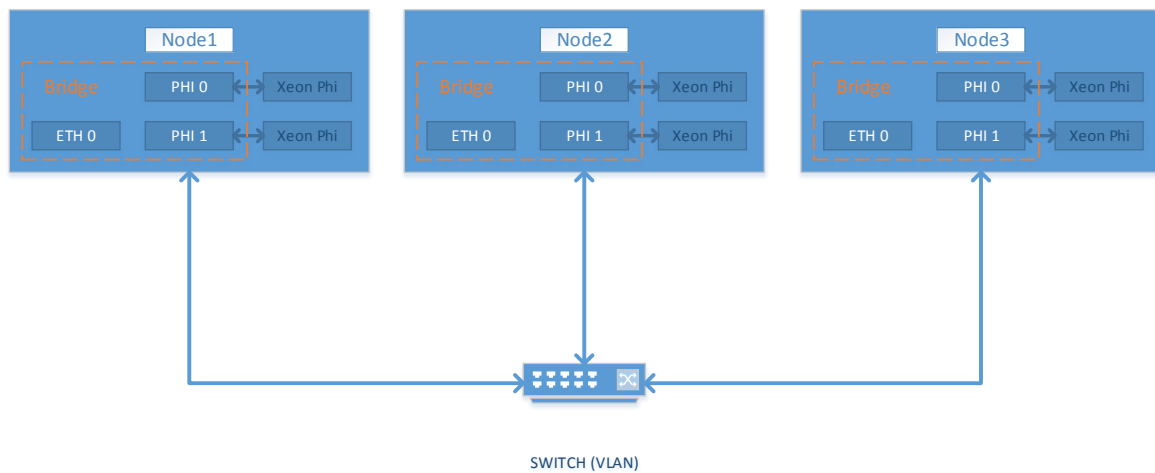 Node1
Bridge
PHI 0
Xeon Phi
ETH 0
PHI 1
Xeon Phi
Node2
Bridge
PHI 0
Xeon Phi
ETH 0
PHI 1
Xeon Phi
Node3
Bridge
PHI 0
Xeon Phi
ETH 0
PHI 1
Xeon Phi
SWITCH (VLAN)